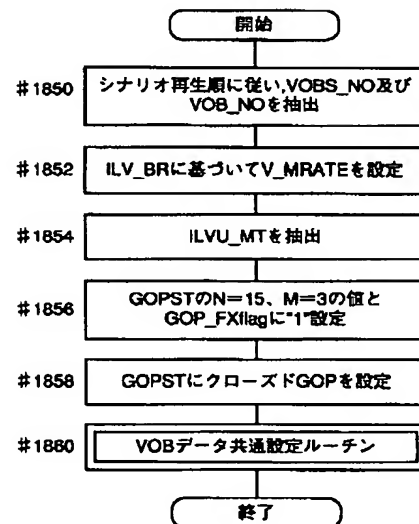 開始
#1850 シナリオ再生順に従い,VOBS_NO及び
VOB_NOを抽出
#1852 ILV_BRに基づいてV_MRATEを設定
#1854 ILVU_MTを抽出
#1856 GOPSTのN=15、M=3の値と
GOP_FXflagに"1"設定
#1858 GOPSTにクローズドGOPを設定
#1860 VOBデータ共通設定ルーチン
終了